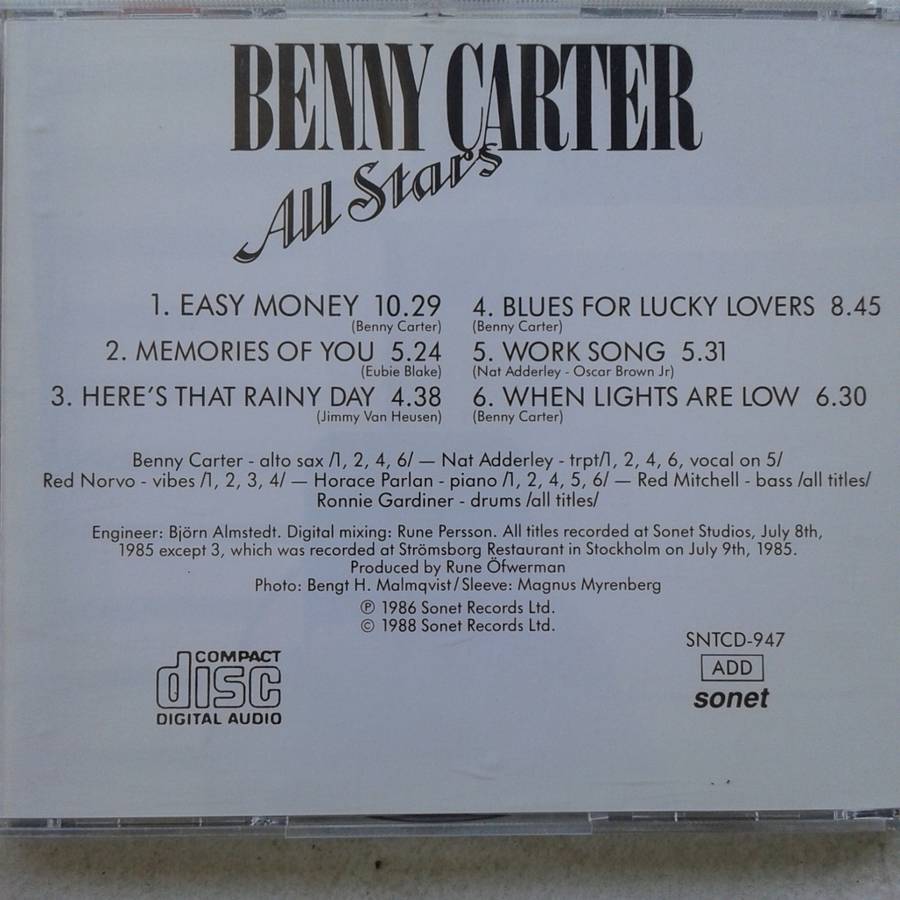 BENNY CARTER
All Stars
1. EASY MONEY 10.29
(Benny Carter)
2. MEMORIES OF YOU 5.24
(Eubie Blake)
3. HERE'S THAT RAINY DAY 4.38
(Jimmy Van Heusen)
4. BLUES FOR LUCKY LOVERS 8.45
(Benny Carter)
5. WORK SONG 5.31
(Nat Adderley - Oscar Brown Jr)
6. WHEN LIGHTS ARE LOW 6.30
(Benny Carter)
Benny Carter - alto sax /1, 2, 4, 6/ — Nat Adderley - trpt/1, 2, 4, 6, vocal on 5/
Red Norvo - vibes /1, 2, 3, 4/ — Horace Parlan - piano /1, 2, 4, 5, 6/ — Red Mitchell - bass /all titles/
Ronnie Gardiner - drums /all titles/
Engineer: Björn Almstedt. Digital mixing: Rune Persson. All titles recorded at Sonet Studios, July 8th,
1985 except 3, which was recorded at Strömsborg Restaurant in Stockholm on July 9th, 1985.
Produced by Rune Öfwerman
Photo: Bengt H. Malmqvist/Sleeve: Magnus Myrenberg
℗ 1986 Sonet Records Ltd.
© 1988 Sonet Records Ltd.
COMPACT
disc
DIGITAL AUDIO
SNTCD-947
ADD
sonet